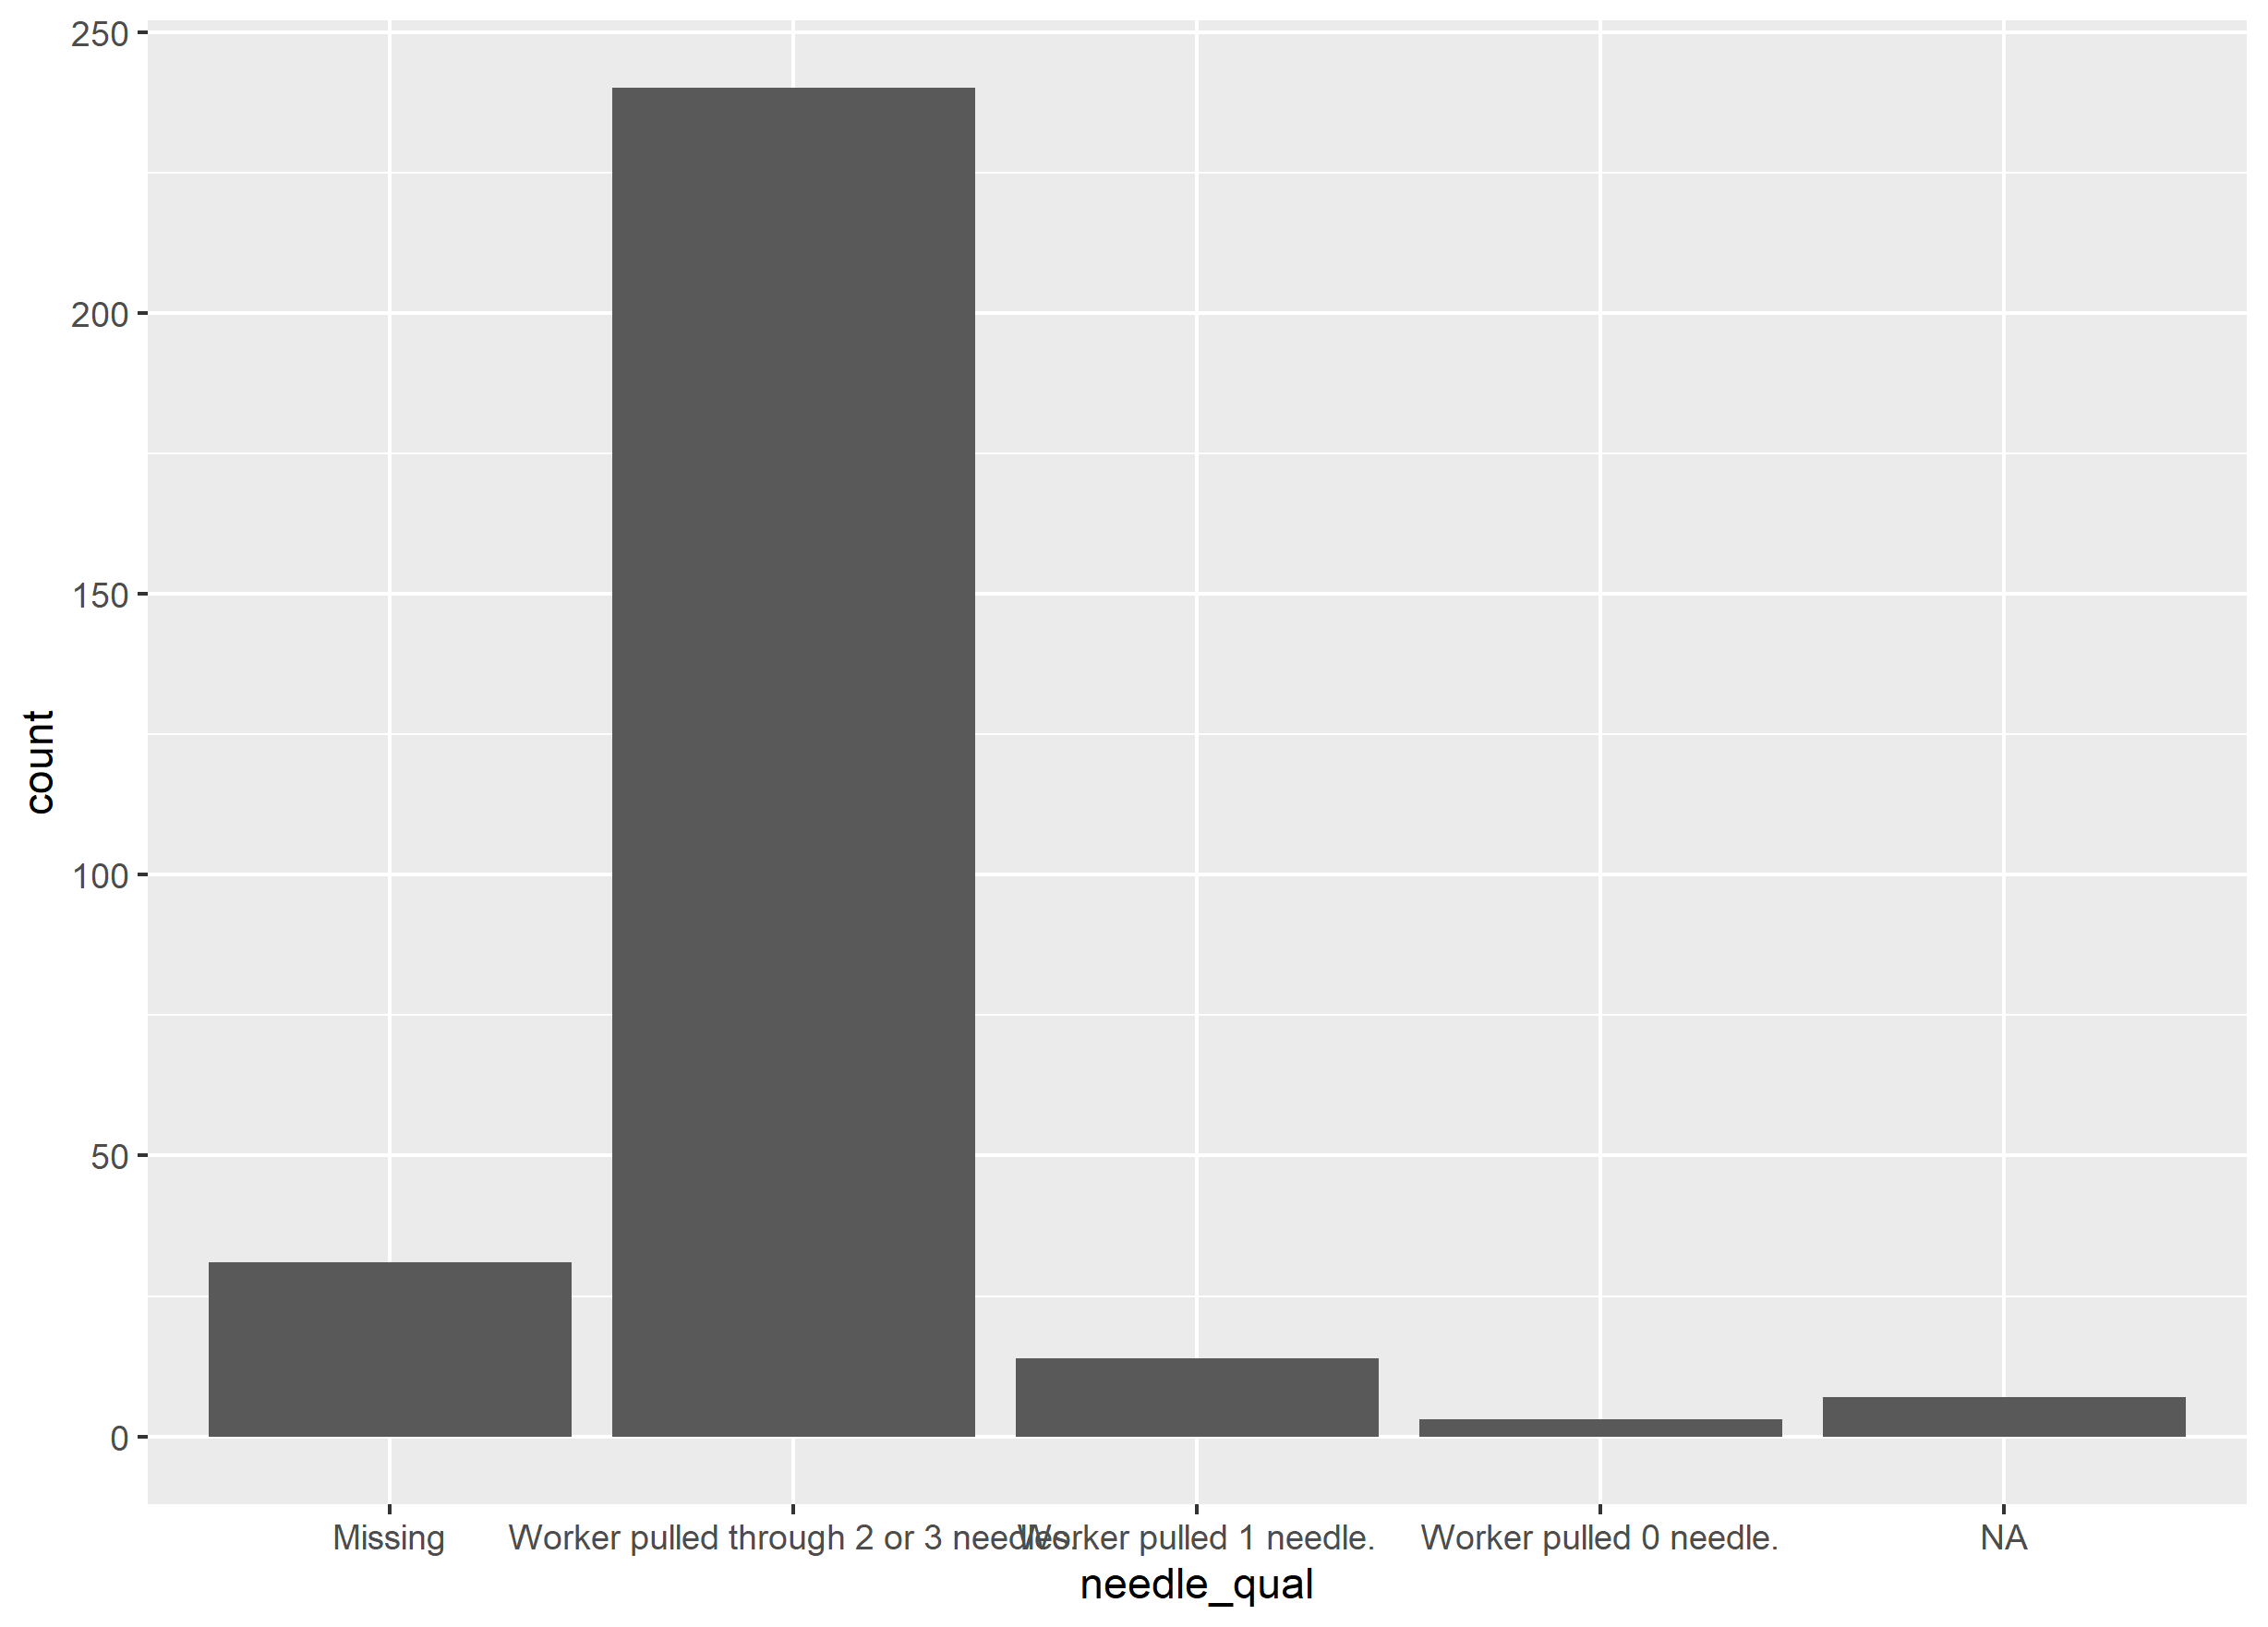 250
200
150
100
50
0
count
Missing Worker pulled through 2 or 3 needles. Worker pulled 1 needle. Worker pulled 0 needle. NA
needle_qual